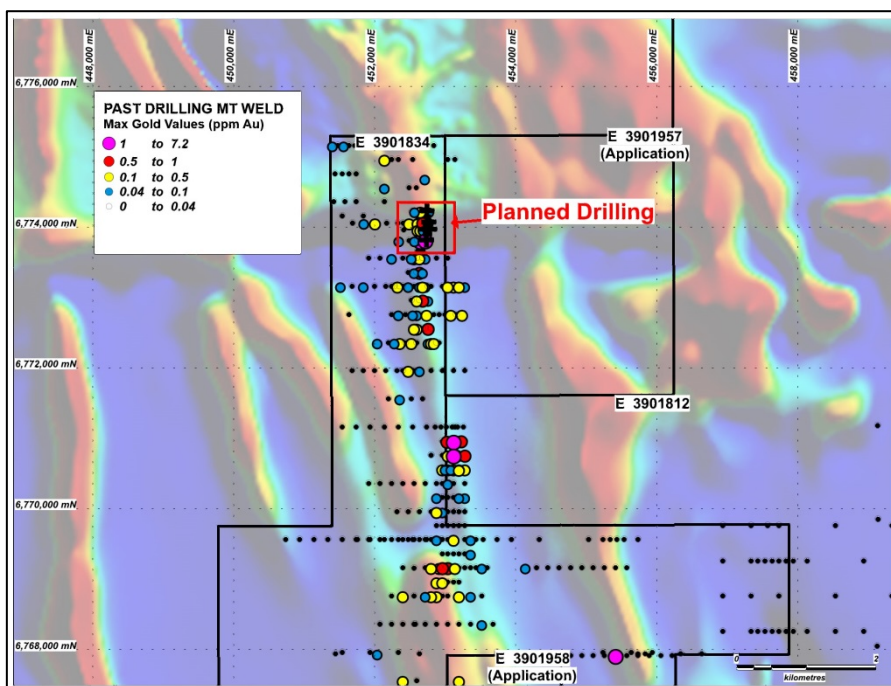 448,000 mE
450,000 mE
452,000 mE
454,000 mE
456,000 mE
458,000 mE
6,776,000 mN
PAST DRILLING MT WELD
Max Gold Values (ppm Au)
1 to 7.2
0.5 to 1
0.1 to 0.5
0.04 to 0.1
0 to 0.04
E 3901834
E 3901957
(Application)
Planned Drilling
6,774,000 mN
6,772,000 mN
E 3901812
6,770,000 mN
6,768,000 mN
E 3901958
(Application)
0 2
kilometres